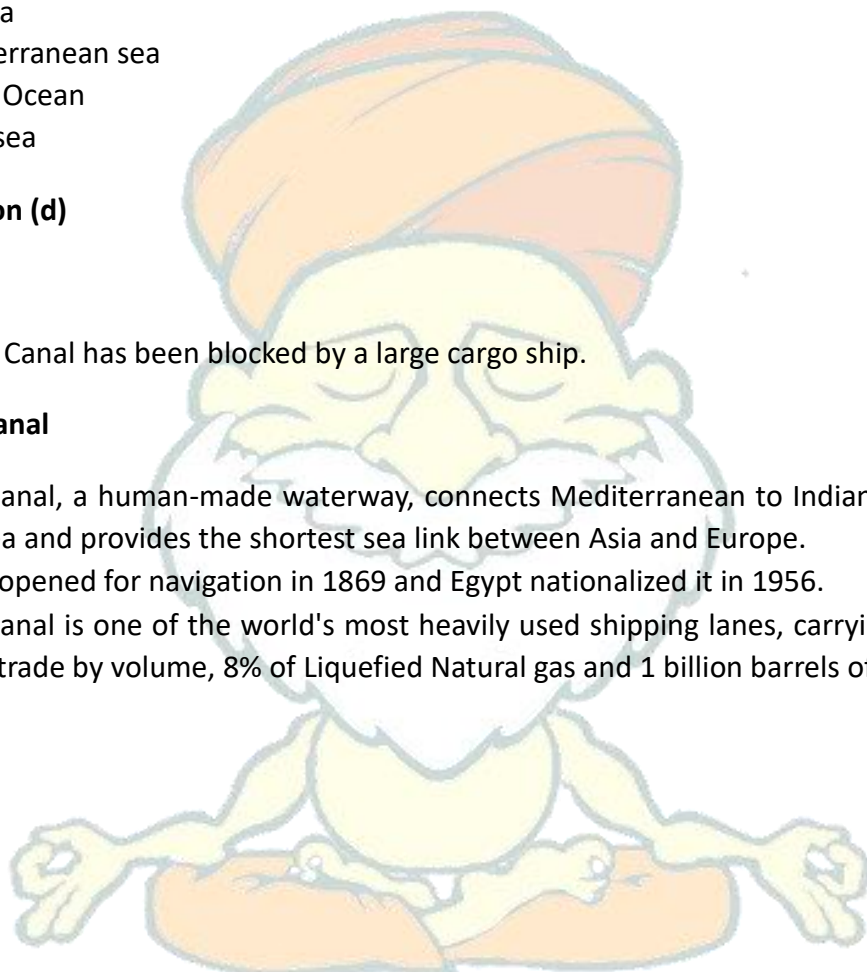 a
erranean sea
Ocean
sea
on (d)
Canal has been blocked by a large cargo ship.
anal
anal, a human-made waterway, connects Mediterranean to Indian
a and provides the shortest sea link between Asia and Europe.
opened for navigation in 1869 and Egypt nationalized it in 1956.
anal is one of the world's most heavily used shipping lanes, carryi
trade by volume, 8% of Liquefied Natural gas and 1 billion barrels of